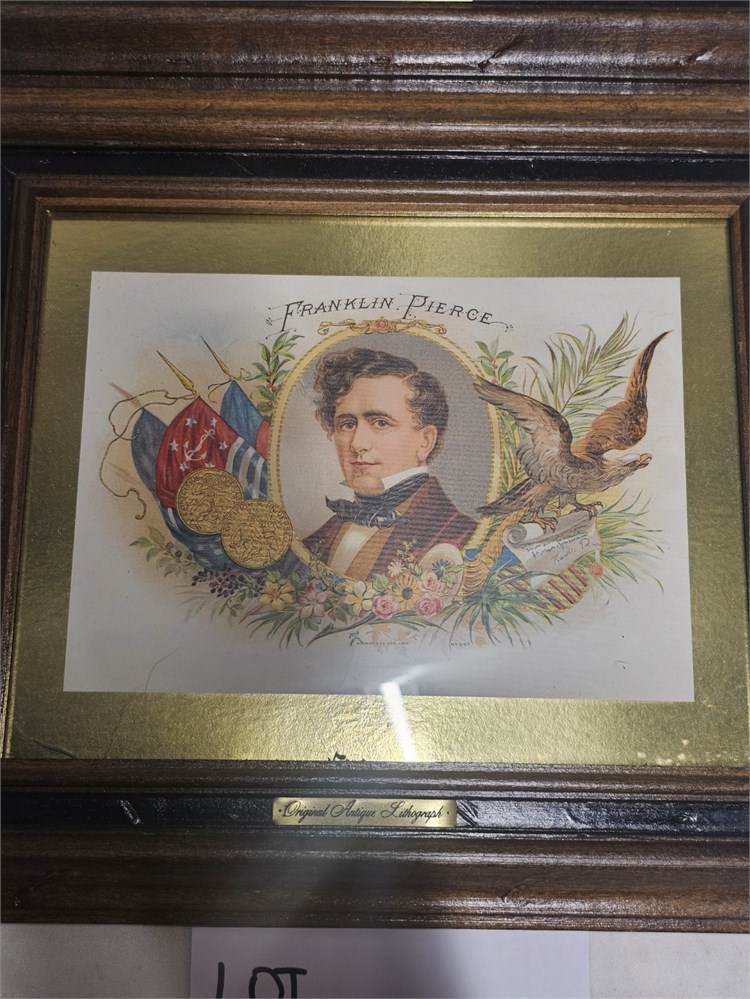 FRANKLIN PIERCE
Original Antique Lithograph
LOT